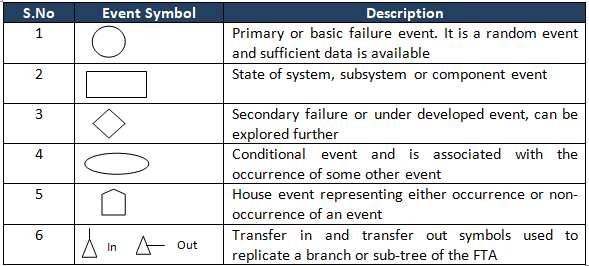 S.No Event Symbol Description
1 Primary or basic failure event. It is a random event
and sufficient data is available
2 State of system, subsystem or component event
3 Secondary failure or under developed event, can be
explored further
4 Conditional event and is associated with the
occurrence of some other event
5 House event representing either occurrence or non-
occurrence of an event
6 In Out Transfer in and transfer out symbols used to
replicate a branch or sub-tree of the FTA